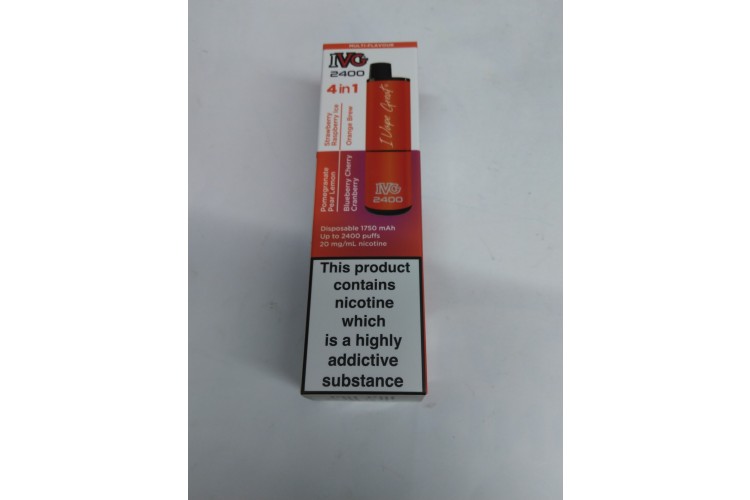 MULTI-FLAVOUR
IVG
2400
4 in 1
Strawberry
Raspberry Ice
Orange Brew
Pomegranate
Pear Lemon
Blueberry Cherry
Cranberry
I Vape Great
IVG
2400
Disposable 1750 mAh
Up to 2400 puffs
20 mg/mL nicotine
This product
contains
nicotine
which
is a highly
addictive
substance